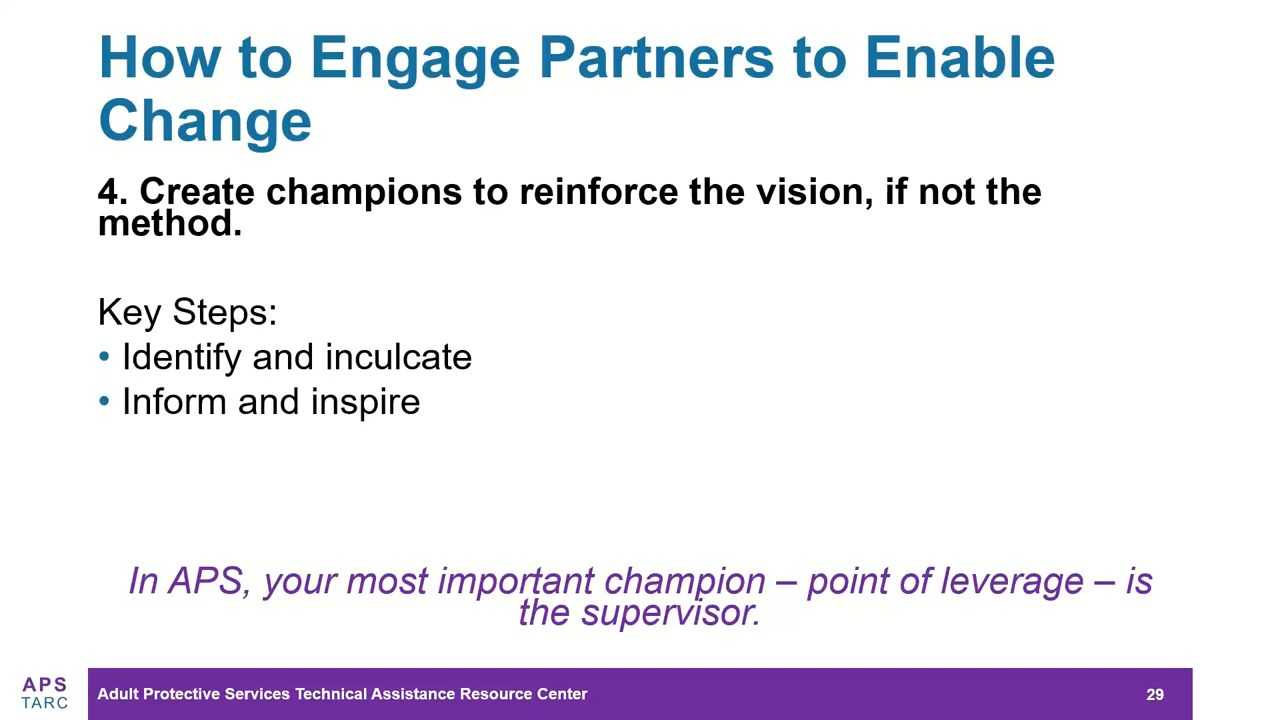 How to Engage Partners to Enable
Change
4. Create champions to reinforce the vision, if not the
method.
Key Steps:
• Identify and inculcate
• Inform and inspire
In APS, your most important champion – point of leverage – is
the supervisor.
APS
TARC
Adult Protective Services Technical Assistance Resource Center
29